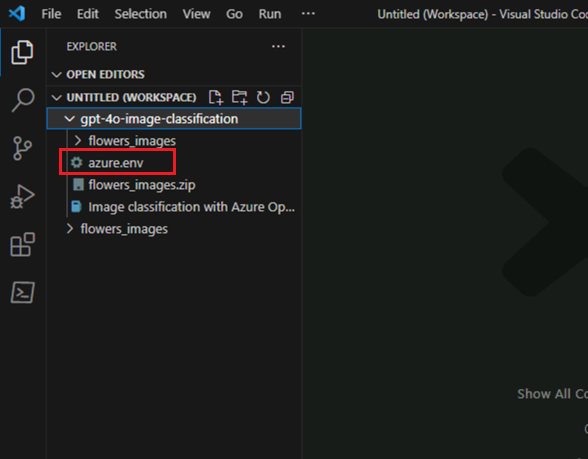 File Edit Selection View Go Run ··· Untitled (Workspace) - Visual Studio Co
EXPLORER ···
OPEN EDITORS
UNTITLED (WORKSPACE)
gpt-4o-image-classification
flowers_images
azure.env
flowers_images.zip
Image classification with Azure Op...
flowers_images
Show All Co